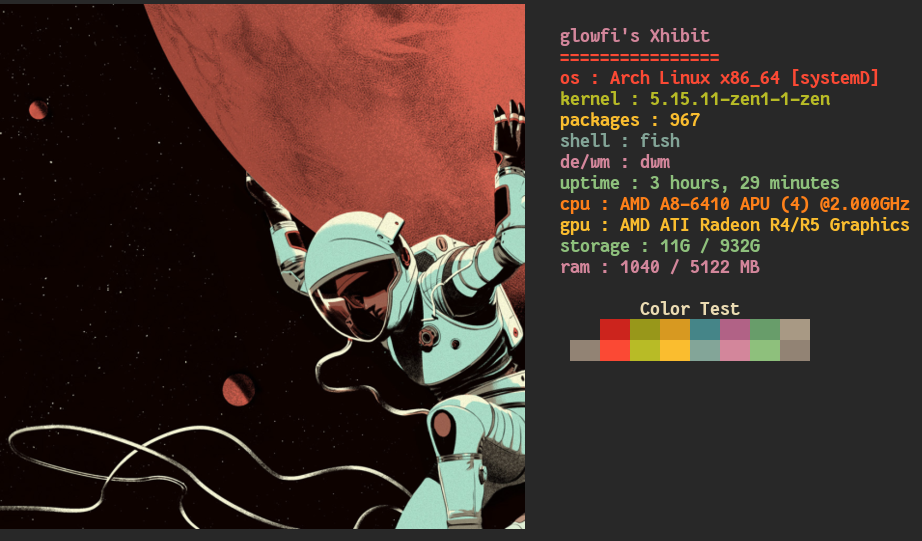 glowfi's Xhibit
================
os : Arch Linux x86_64 [systemD]
kernel : 5.15.11-zen1-1-zen
packages : 967
shell : fish
de/wm : dwm
uptime : 3 hours, 29 minutes
cpu : AMD A8-6410 APU (4) @2.000GHz
gpu : AMD ATI Radeon R4/R5 Graphics
storage : 11G / 932G
ram : 1040 / 5122 MB
Color Test